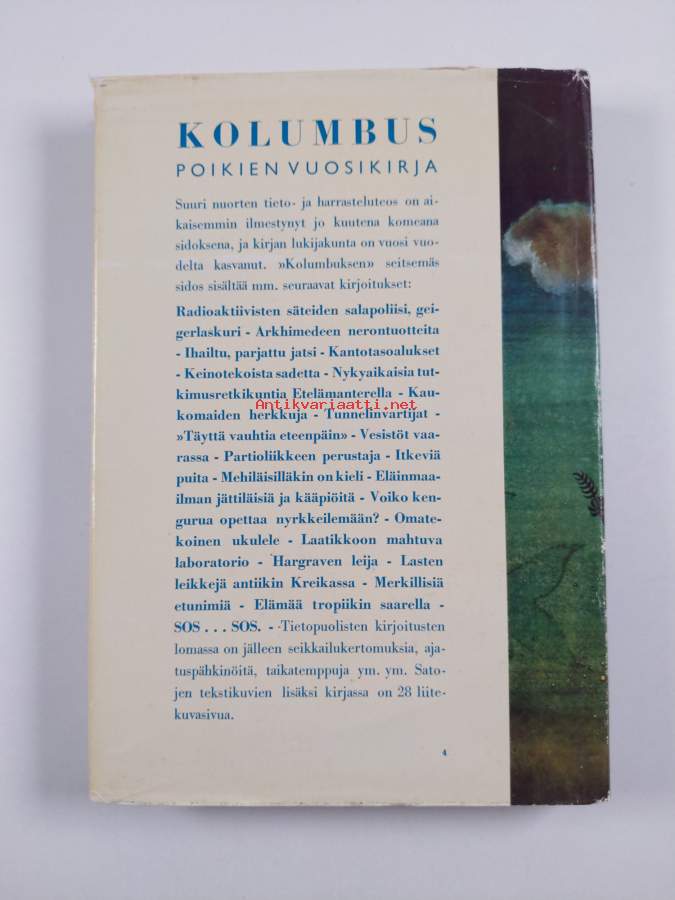 KOLUMBUS
POIKIEN VUOSIKIRJA
Suuri nuorten tieto- ja harrasteluteos on ai-
kaisemmin ilmestynyt jo kuutena komeana
sidoksena, ja kirjan lukijakunta on vuosi vuo-
delta kasvanut. »Kolumbuksen» seitsemäs
sidos sisältää mm. seuraavat kirjoitukset:
Radioaktiivisten säteiden salapoliisi, gei-
gerlaskuri - Arkhimedeen nerontuotteita
- Ihailtu, parjattu jatsi - Kantotasoalukset
- Keinotekoista sadetta - Nykyaikaisia tut-
kimusretkikuntia Etelämanterella - Kau-
komaiden herkkuja - Tunnelinvartijat -
Antikvariaatti.net
»Täyttä vauhtia eteenpäin» - Vesistöt vaa-
rassa - Partioliikkeen perustaja - Itkeviä
puita - Mehiläisilläkin on kieli - Eläinmaa-
ilman jättiläisiä ja kääpiöitä - Voiko ken-
gurua opettaa nyrkkeilemään? - Omate-
koinen ukulele - Laatikkoon mahtuva
laboratorio - Hargraven leija - Lasten
leikkejä antiikin Kreikassa - Merkillisiä
etunimiä - Elämää tropiikin saarella -
SOS . . . SOS. - Tietopuolisten kirjoitusten
lomassa on jälleen seikkailukertomuksia, aja-
tuspähkinöitä, taikatemppuja ym. ym. Sato-
jen tekstikuvien lisäksi kirjassa on 28 liite-
kuvasivua.
4